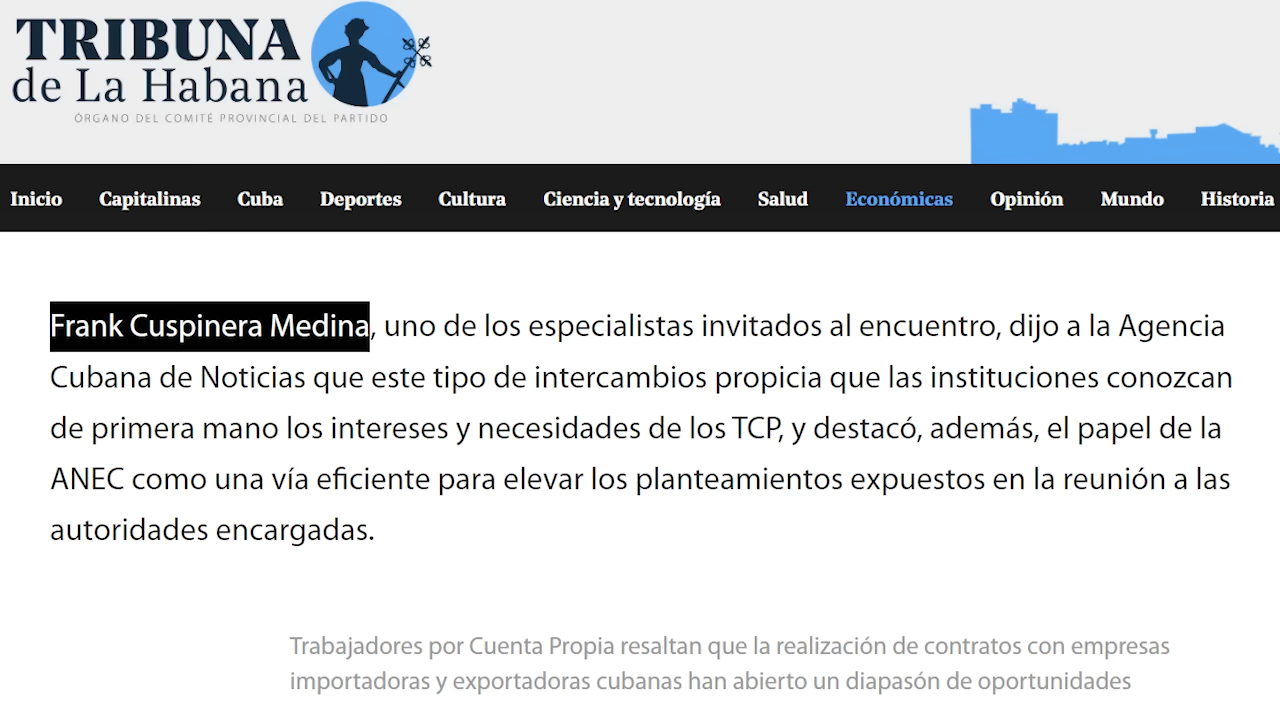 TRIBUNA
de La Habana
ÓRGANO DEL COMITÉ PROVINCIAL DEL PARTIDO
Inicio Capitalinas Cuba Deportes Cultura Ciencia y tecnología Salud Económicas Opinión Mundo Historia
Frank Cuspinera Medina, uno de los especialistas invitados al encuentro, dijo a la Agencia
Cubana de Noticias que este tipo de intercambios propicia que las instituciones conozcan
de primera mano los intereses y necesidades de los TCP, y destacó, además, el papel de la
ANEC como una vía eficiente para elevar los planteamientos expuestos en la reunión a las
autoridades encargadas.
Trabajadores por Cuenta Propia resaltan que la realización de contratos con empresas
importadoras y exportadoras cubanas han abierto un diapasón de oportunidades